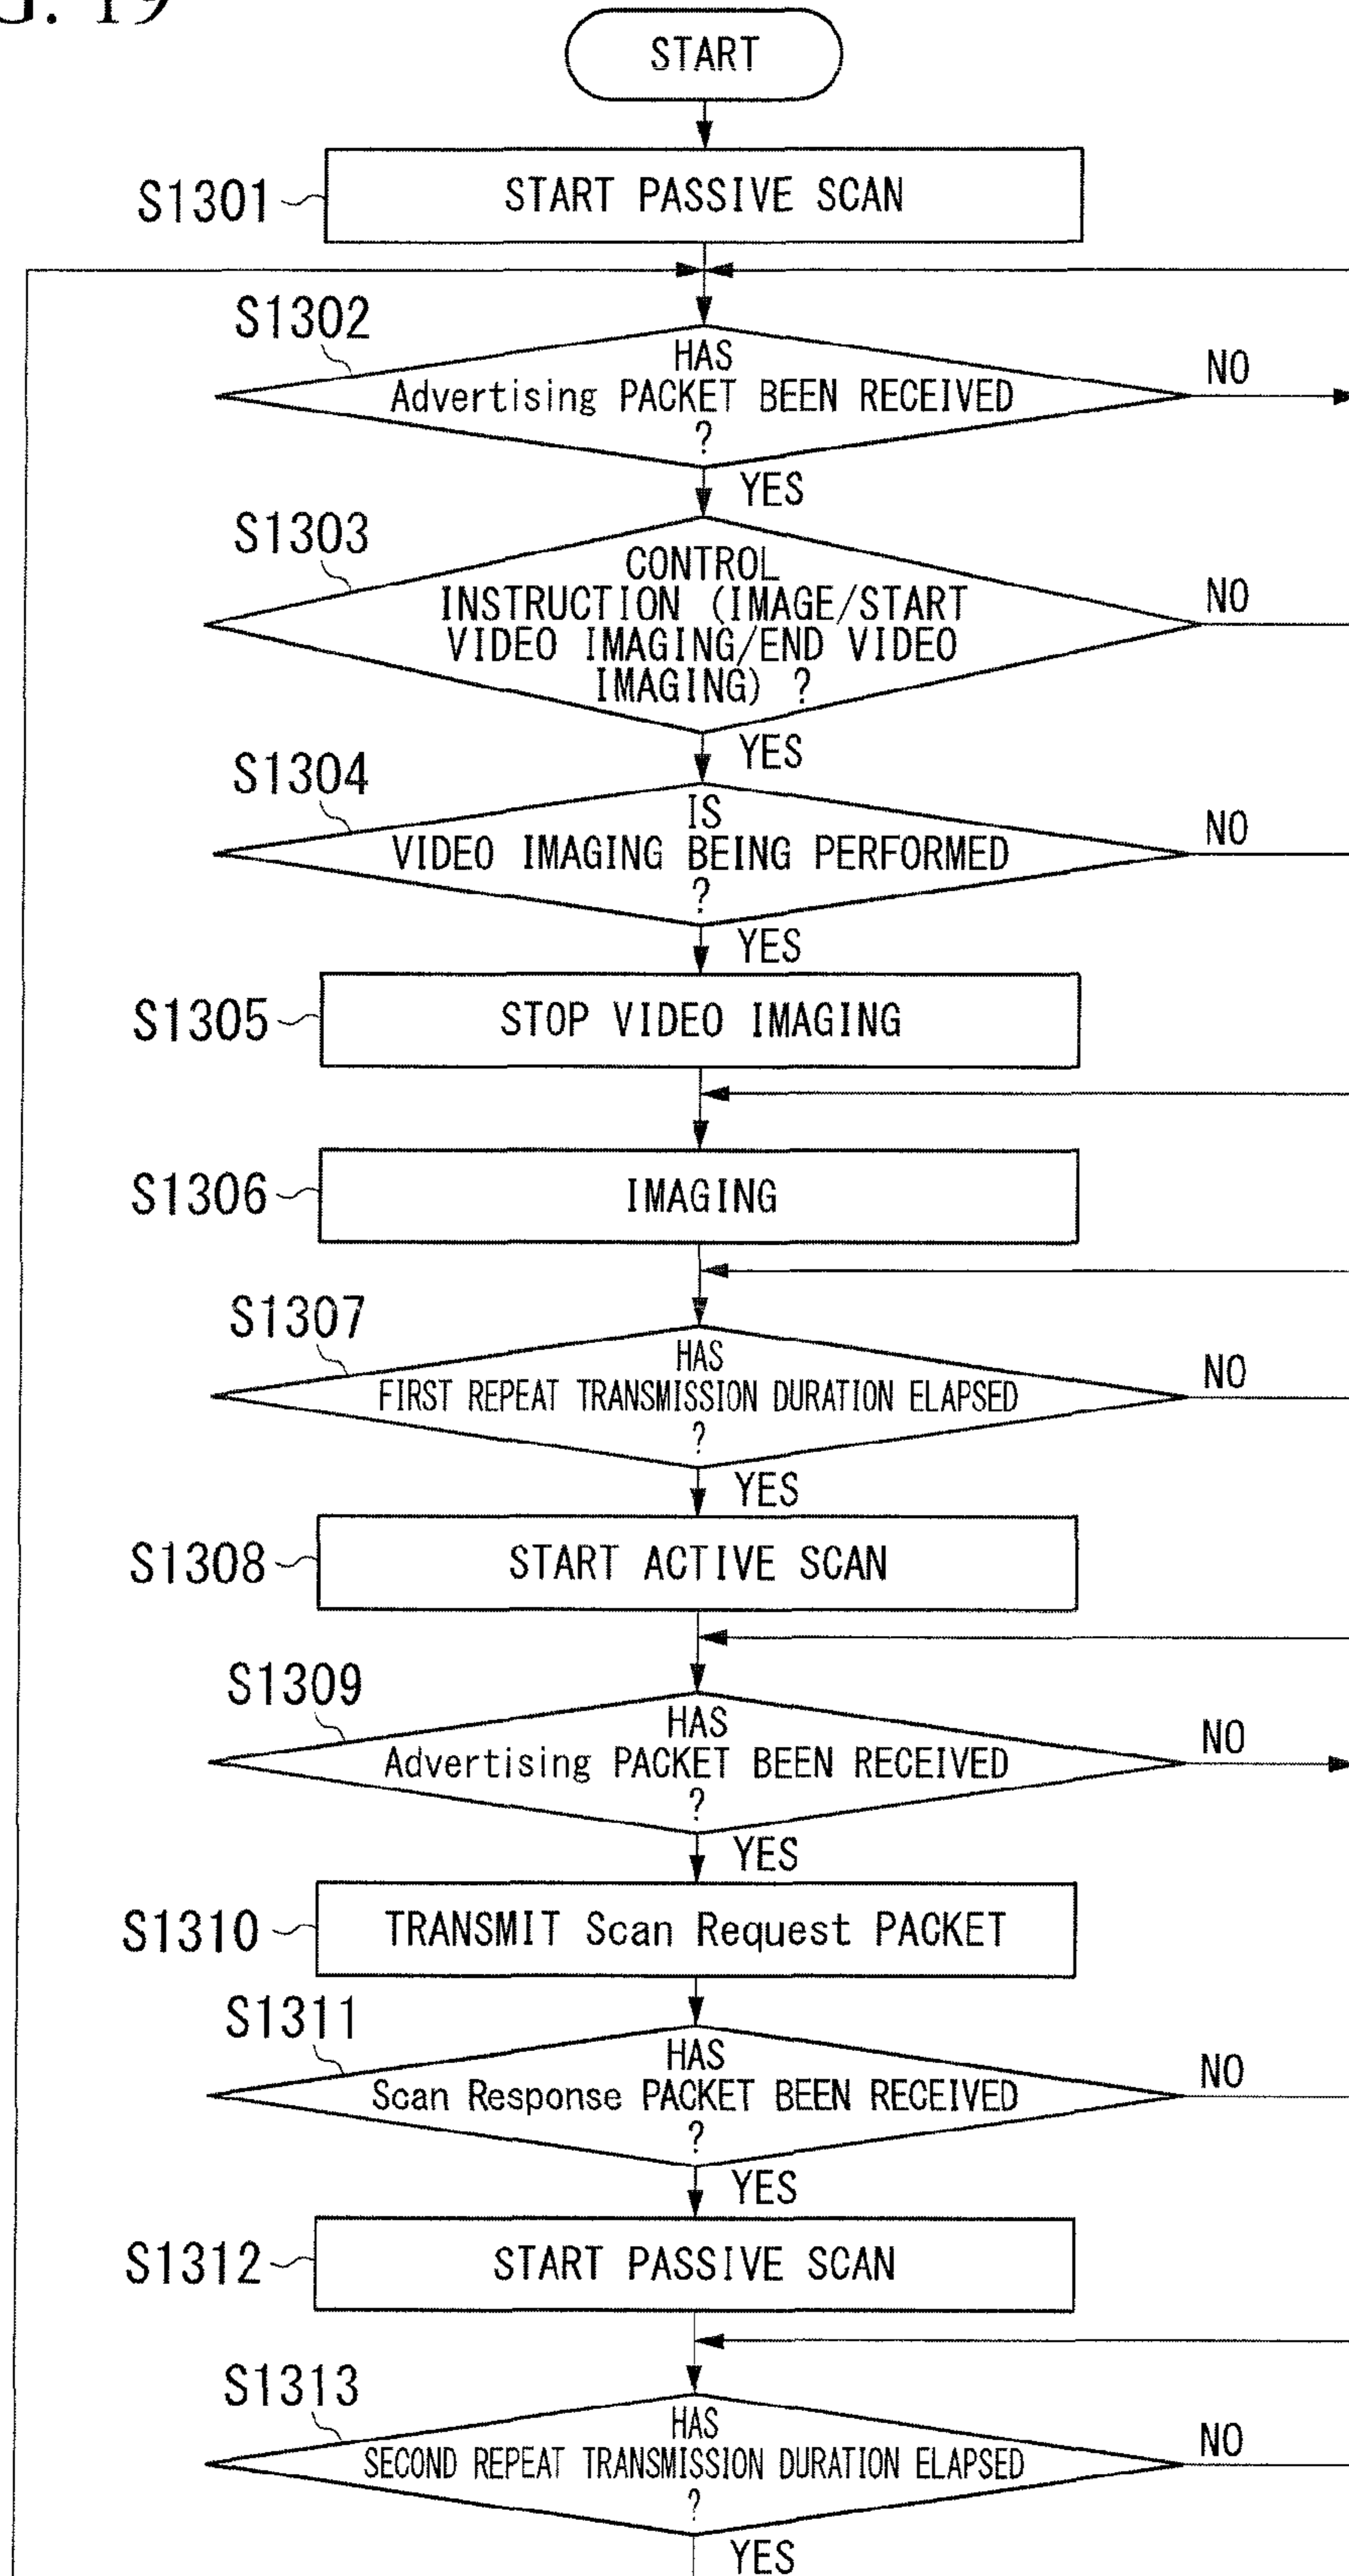 G. 19
START
S1301
START PASSIVE SCAN
S1302
HAS
Advertising PACKET BEEN RECEIVED
?
NO
YES
S1303
CONTROL
INSTRUCTION (IMAGE/START
VIDEO IMAGING/END VIDEO
IMAGING) ?
NO
YES
S1304
IS
VIDEO IMAGING BEING PERFORMED
?
NO
YES
S1305
STOP VIDEO IMAGING
S1306
IMAGING
S1307
HAS
FIRST REPEAT TRANSMISSION DURATION ELAPSED
?
NO
YES
S1308
START ACTIVE SCAN
S1309
HAS
Advertising PACKET BEEN RECEIVED
?
NO
YES
S1310
TRANSMIT Scan Request PACKET
S1311
HAS
Scan Response PACKET BEEN RECEIVED
?
NO
YES
S1312
START PASSIVE SCAN
S1313
HAS
SECOND REPEAT TRANSMISSION DURATION ELAPSED
?
NO
YES